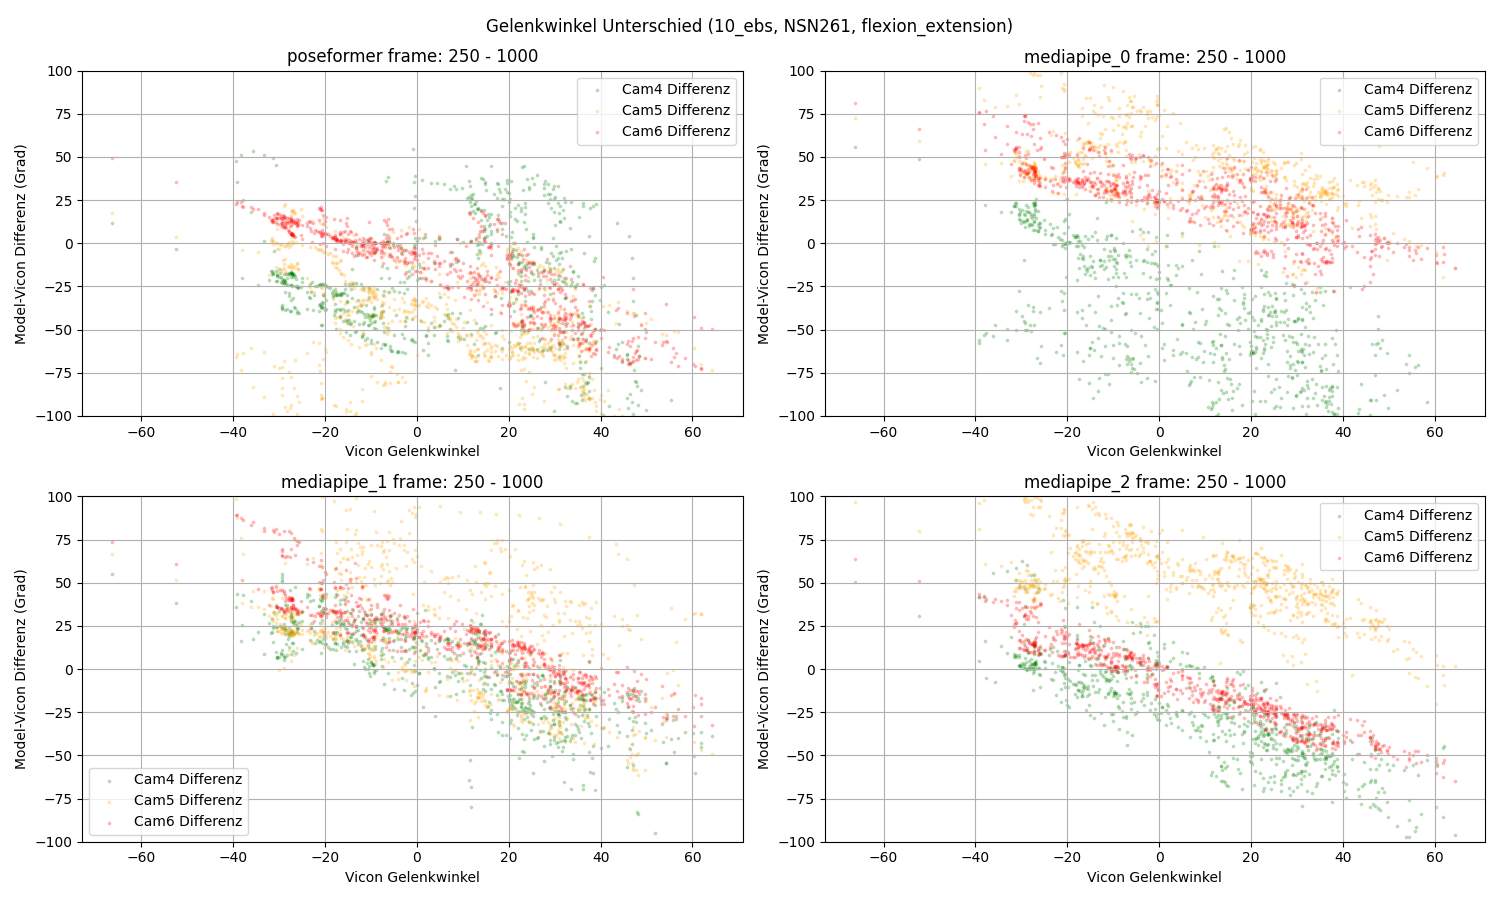 Gelenkwinkel Unterschied (10_ebs, NSN261, flexion_extension)
poseformer frame: 250 - 1000
100
75
50
25
0
−25
−50
−75
−100
Model-Vicon Differenz (Grad)
Cam4 Differenz
Cam5 Differenz
Cam6 Differenz
−60 −40 −20 0 20 40 60
Vicon Gelenkwinkel
mediapipe_0 frame: 250 - 1000
100
75
50
25
0
−25
−50
−75
−100
Model-Vicon Differenz (Grad)
Cam4 Differenz
Cam5 Differenz
Cam6 Differenz
−60 −40 −20 0 20 40 60
Vicon Gelenkwinkel
mediapipe_1 frame: 250 - 1000
100
75
50
25
0
−25
−50
−75
−100
Model-Vicon Differenz (Grad)
Cam4 Differenz
Cam5 Differenz
Cam6 Differenz
−60 −40 −20 0 20 40 60
Vicon Gelenkwinkel
mediapipe_2 frame: 250 - 1000
100
75
50
25
0
−25
−50
−75
−100
Model-Vicon Differenz (Grad)
Cam4 Differenz
Cam5 Differenz
Cam6 Differenz
−60 −40 −20 0 20 40 60
Vicon Gelenkwinkel